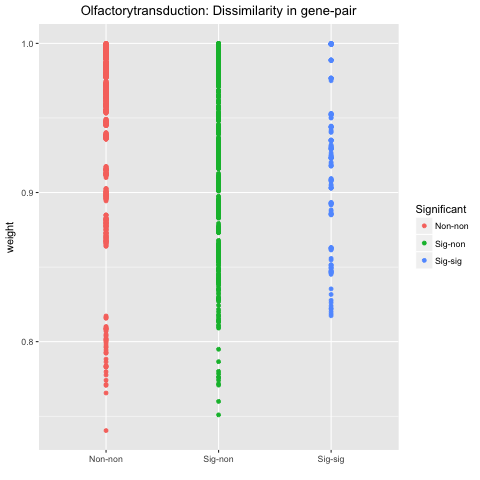 Olfactorytransduction: Dissimilarity in gene-pair
1.0
0.9
0.8
weight
Non-non
Sig-non
Sig-sig
Significant
Non-non
Sig-non
Sig-sig